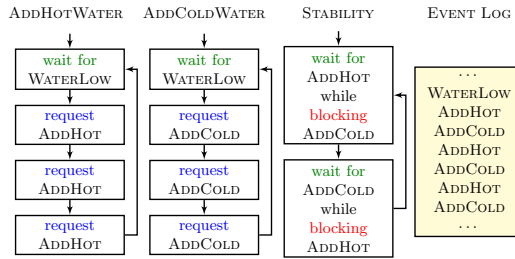 ADDHOTWATER
wait for
WATERLOW
request
ADDHOT
request
ADDHOT
request
ADDHOT
ADDCOLDWATER
wait for
WATERLOW
request
ADDCOLD
request
ADDCOLD
request
ADDCOLD
STABILITY
wait for
ADDHOT
while
blocking
ADDCOLD
wait for
ADDCOLD
while
blocking
ADDHOT
EVENT LOG
...
WATERLOW
ADDHOT
ADDCOLD
ADDHOT
ADDCOLD
ADDHOT
ADDCOLD
...